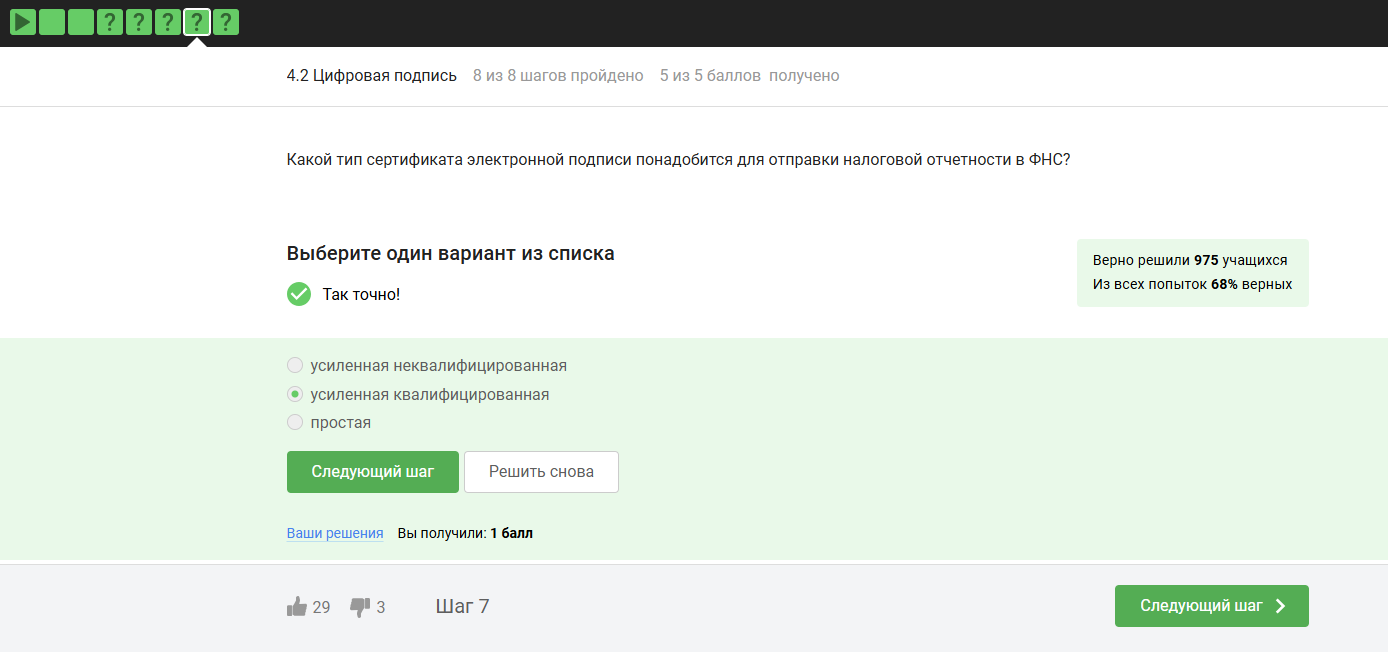 ? ? ? ? ?
4.2 Цифровая подпись 8 из 8 шагов пройдено 5 из 5 баллов получено
Какой тип сертификата электронной подписи понадобится для отправки налоговой отчетности в ФНС?
Выберите один вариант из списка
Так точно!
Верно решили 975 учащихся
Из всех попыток 68% верных
усиленная неквалифицированная
усиленная квалифицированная
простая
Следующий шаг Решить снова
Ваши решения Вы получили: 1 балл
29 3 Шаг 7 Следующий шаг